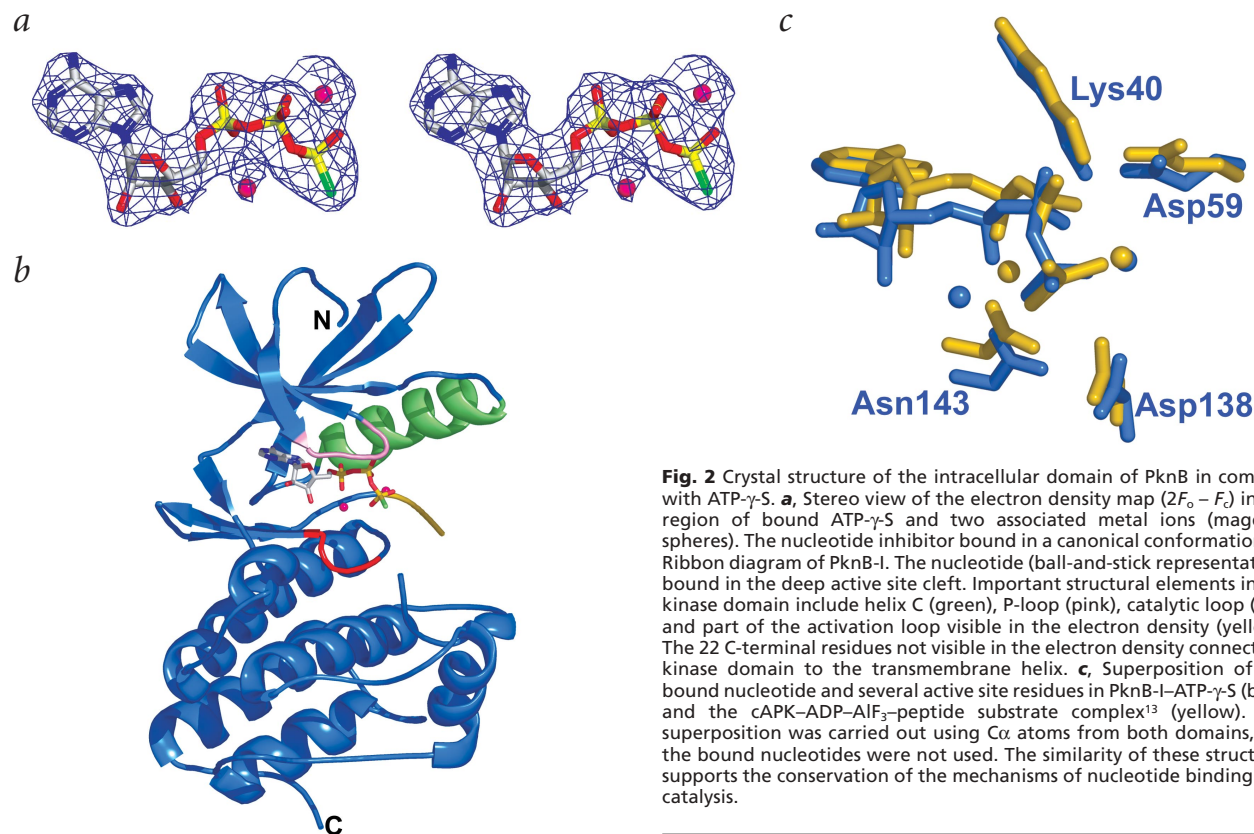 a
c
Lys40
Asp59
Asn143
Asp138
b
N
C
Fig. 2 Crystal structure of the intracellular domain of PknB in com
with ATP-γ-S. a, Stereo view of the electron density map (2Fo – Fc) in
region of bound ATP-γ-S and two associated metal ions (mage
spheres). The nucleotide inhibitor bound in a canonical conformation
Ribbon diagram of PknB-I. The nucleotide (ball-and-stick representat
bound in the deep active site cleft. Important structural elements in
kinase domain include helix C (green), P-loop (pink), catalytic loop (
and part of the activation loop visible in the electron density (yello
The 22 C-terminal residues not visible in the electron density connect
kinase domain to the transmembrane helix. c, Superposition of
bound nucleotide and several active site residues in PknB-I–ATP-γ-S (b
and the cAPK–ADP–AlF₃–peptide substrate complex¹³ (yellow).
superposition was carried out using Cα atoms from both domains,
the bound nucleotides were not used. The similarity of these struct
supports the conservation of the mechanisms of nucleotide binding
catalysis.